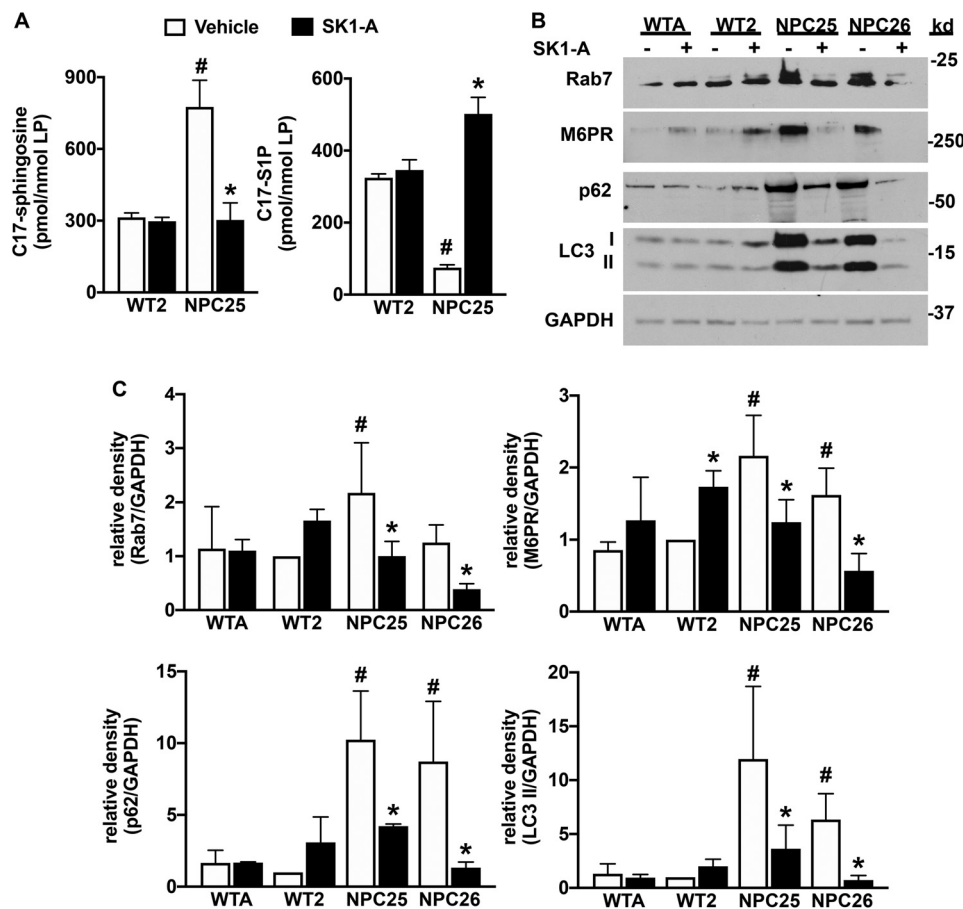 A
Vehicle
SK1-A
C17-sphingosine
(pmol/nmol LP)
900
600
300
0
#
*
WT2 NPC25
C17-S1P
(pmol/nmol LP)
600
400
200
0
#
*
WT2 NPC25
B
WTA WT2 NPC25 NPC26 kd
SK1-A - + - + - + - +
Rab7
-25
M6PR
-250
p62
-50
LC3 I
II
-15
GAPDH
-37
C
relative density
(Rab7/GAPDH)
4
3
2
1
0
#
*
*
WTA WT2 NPC25 NPC26
relative density
(M6PR/GAPDH)
3
2
1
0
*
#
*
#
*
WTA WT2 NPC25 NPC26
relative density
(p62/GAPDH)
15
10
5
0
#
*
#
*
WTA WT2 NPC25 NPC26
relative density
(LC3 II/GAPDH)
20
15
10
5
0
#
*
#
*
WTA WT2 NPC25 NPC26